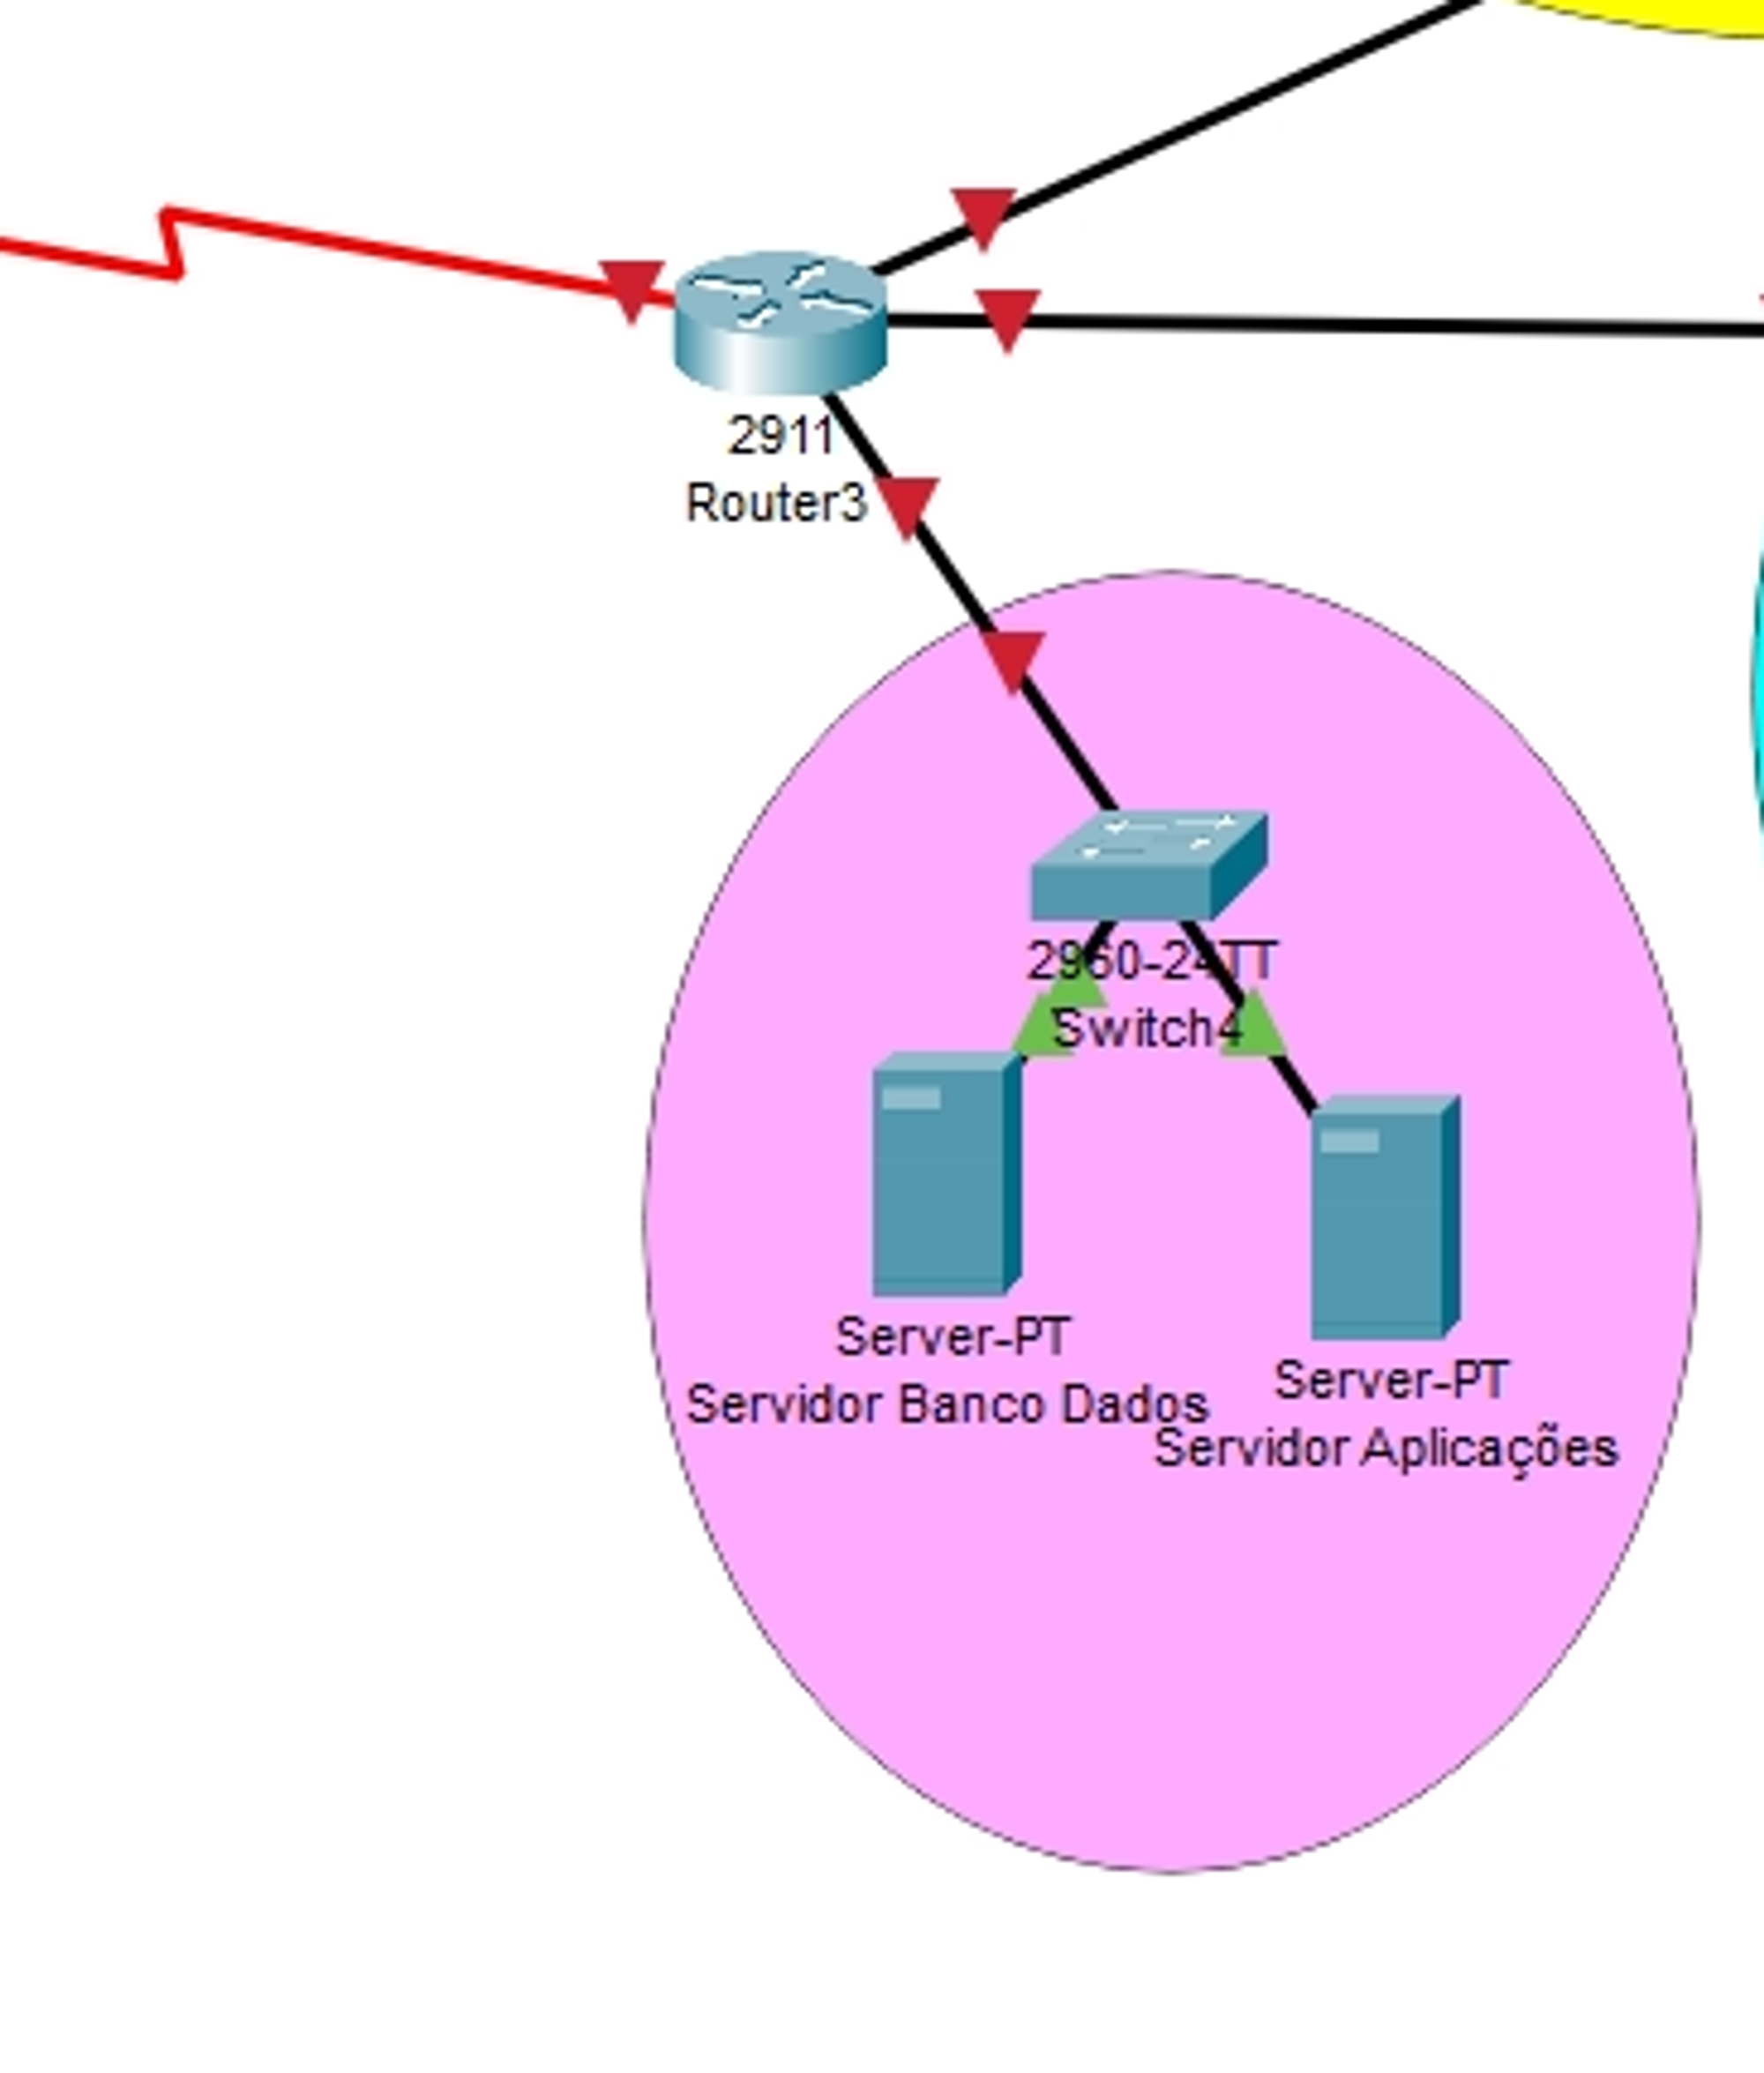 2911
Router3
2960-24TT
Switch4
Server-PT
Servidor Banco Dados
Server-PT
Servidor Aplicações